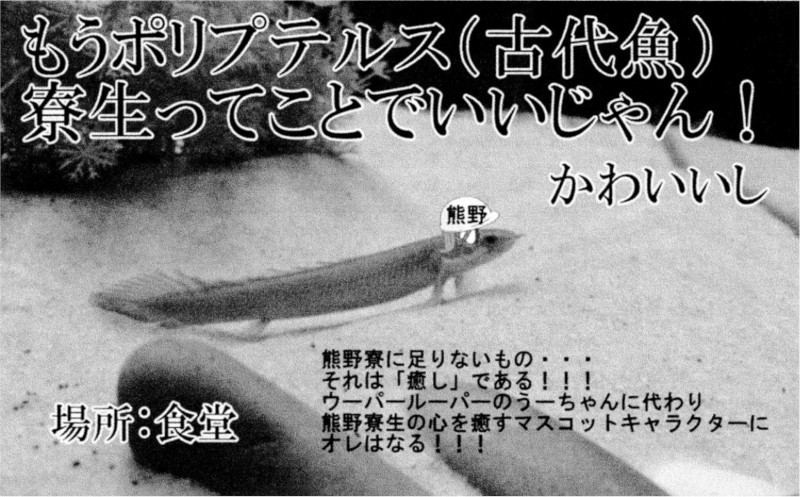 もうポリプテルス（古代魚）
寮生ってことでいいじゃん！
かわいいし
熊野
熊野寮に足りないもの・・・
それは「癒し」である！！！
ウーパールーパーのうーちゃんに代わり
熊野寮生の心を癒すマスコットキャラクターに
オレはなる！！！
場所：食堂